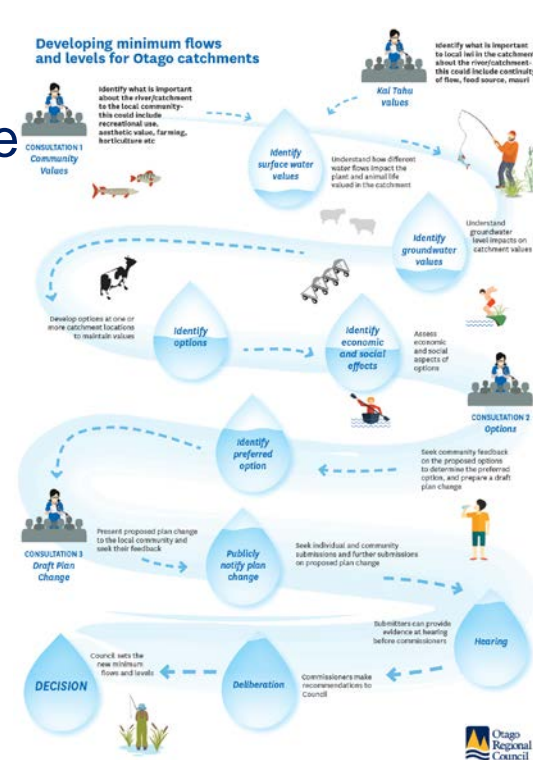 Developing minimum flows
and levels for Otago catchments
e
Identify what is important
about the river/catchment
to the local community-
this could include
recreational use,
aesthetic value, farming,
horticulture etc
CONSULTATION 1
Community
Values
Identify what is important
to local iwi in the catchment
about the river/catchment-
this could include continuity
of flow, food source, mauri
Kai Tahu
values
Identify
surface water
values
Understand how different
water flows impact the
plant and animal life
valued in the catchment
Identify
groundwater
values
Understand
groundwater
level impacts on
catchment values
Develop options at one or
more catchment locations
to maintain values
Identify
options
Identify
economic
and social
effects
Assess
economic
and social
aspects of
options
CONSULTATION 2
Options
Seek community feedback
on the proposed options
to determine the preferred
option, and prepare a draft
plan change
Identify
preferred
option
CONSULTATION 3
Draft Plan
Change
Present proposed plan change
to the local community and
seek their feedback
Publicly
notify plan
change
Seek individual and community
submissions and further submissions
on proposed plan change
Submitters can provide
evidence at hearing
before commissioners
Hearing
Commissioners make
recommendations to
Council
Deliberation
Council sets the
new minimum
flows and levels
DECISION
Otago
Regional
Council